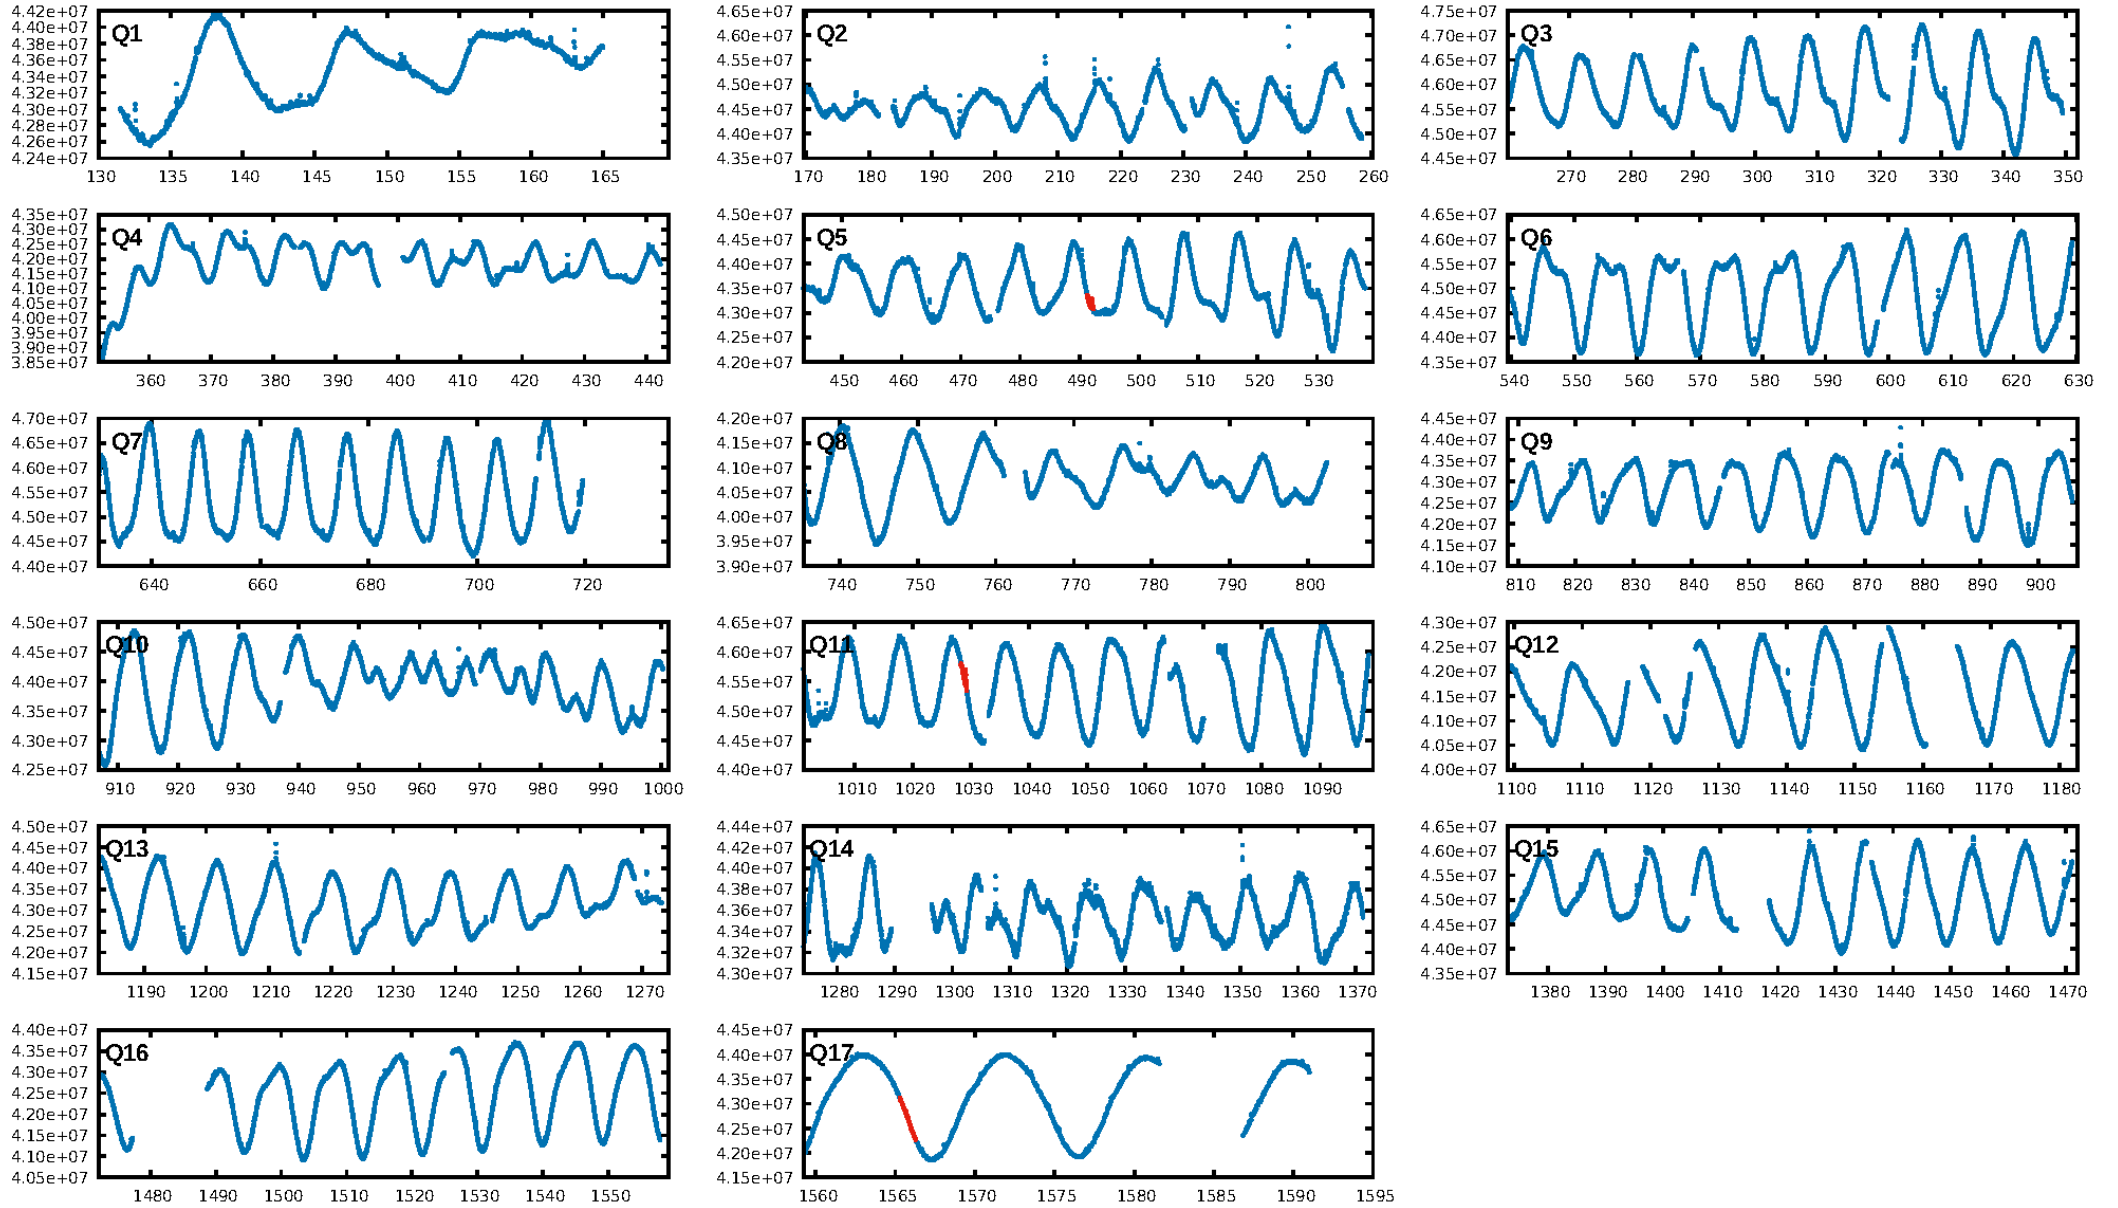 4.42e+07 4.40e+07 4.38e+07 4.36e+07 4.34e+07 4.32e+07 4.30e+07 4.28e+07 4.26e+07 4.24e+07
Q1
130 135 140 145 150 155 160 165
4.65e+07 4.60e+07 4.55e+07 4.50e+07 4.45e+07 4.40e+07 4.35e+07
Q2
170 180 190 200 210 220 230 240 250 260
4.75e+07 4.70e+07 4.65e+07 4.60e+07 4.55e+07 4.50e+07 4.45e+07
Q3
270 280 290 300 310 320 330 340 350
4.35e+07 4.30e+07 4.25e+07 4.20e+07 4.15e+07 4.10e+07 4.05e+07 4.00e+07 3.95e+07 3.90e+07 3.85e+07
Q4
360 370 380 390 400 410 420 430 440
4.50e+07 4.45e+07 4.40e+07 4.35e+07 4.30e+07 4.25e+07 4.20e+07
Q5
450 460 470 480 490 500 510 520 530
4.65e+07 4.60e+07 4.55e+07 4.50e+07 4.45e+07 4.40e+07 4.35e+07
Q6
540 550 560 570 580 590 600 610 620 630
4.70e+07 4.65e+07 4.60e+07 4.55e+07 4.50e+07 4.45e+07 4.40e+07
Q7
640 660 680 700 720
4.20e+07 4.15e+07 4.10e+07 4.05e+07 4.00e+07 3.95e+07 3.90e+07
Q8
740 750 760 770 780 790 800
4.45e+07 4.40e+07 4.35e+07 4.30e+07 4.25e+07 4.20e+07 4.15e+07 4.10e+07
Q9
810 820 830 840 850 860 870 880 890 900
4.50e+07 4.45e+07 4.40e+07 4.35e+07 4.30e+07 4.25e+07
Q10
910 920 930 940 950 960 970 980 990 1000
4.65e+07 4.60e+07 4.55e+07 4.50e+07 4.45e+07 4.40e+07
Q11
1010 1020 1030 1040 1050 1060 1070 1080 1090
4.30e+07 4.25e+07 4.20e+07 4.15e+07 4.10e+07 4.05e+07 4.00e+07
Q12
1100 1110 1120 1130 1140 1150 1160 1170 1180
4.50e+07 4.45e+07 4.40e+07 4.35e+07 4.30e+07 4.25e+07 4.20e+07 4.15e+07
Q13
1190 1200 1210 1220 1230 1240 1250 1260 1270
4.44e+07 4.42e+07 4.40e+07 4.38e+07 4.36e+07 4.34e+07 4.32e+07 4.30e+07
Q14
1280 1290 1300 1310 1320 1330 1340 1350 1360 1370
4.65e+07 4.60e+07 4.55e+07 4.50e+07 4.45e+07 4.40e+07 4.35e+07
Q15
1380 1390 1400 1410 1420 1430 1440 1450 1460 1470
4.40e+07 4.35e+07 4.30e+07 4.25e+07 4.20e+07 4.15e+07 4.10e+07 4.05e+07
Q16
1480 1490 1500 1510 1520 1530 1540 1550
4.45e+07 4.40e+07 4.35e+07 4.30e+07 4.25e+07 4.20e+07 4.15e+07
Q17
1560 1565 1570 1575 1580 1585 1590 1595